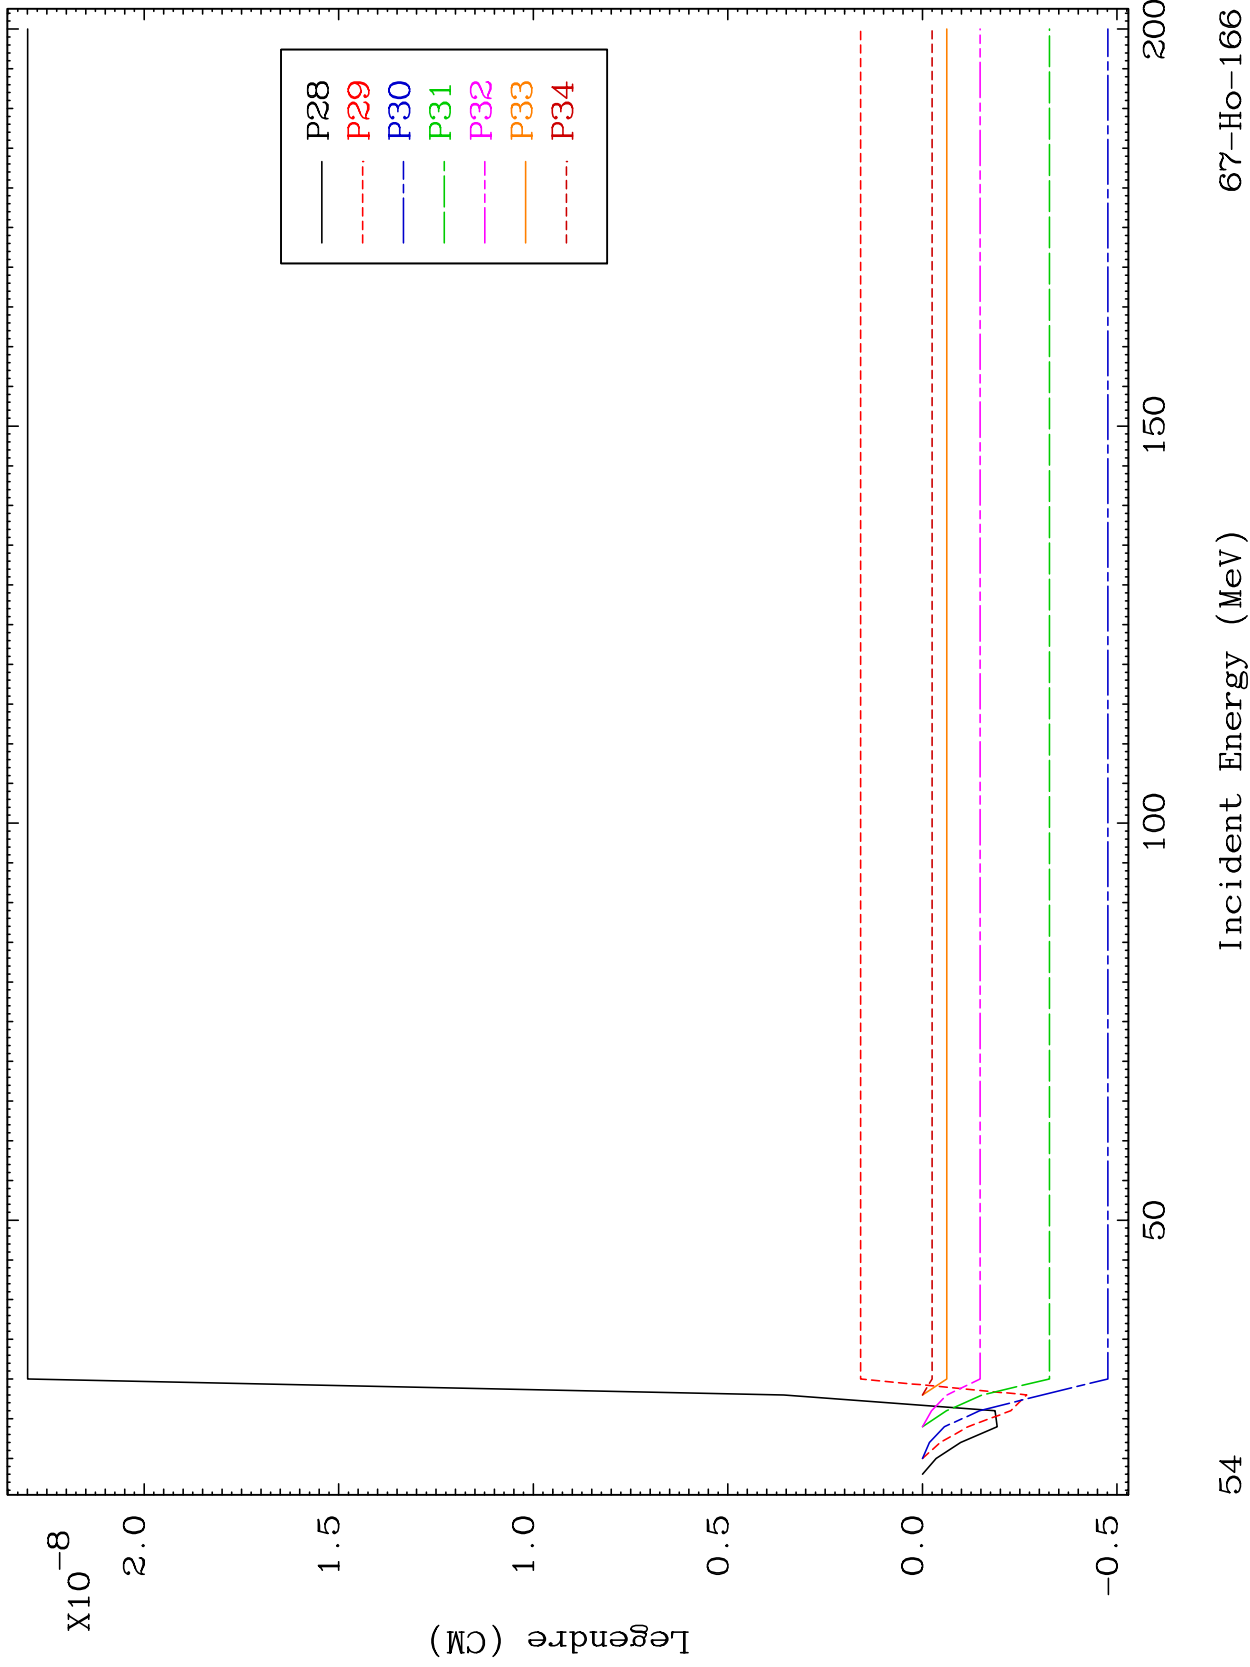 X10-8
2.0
1.5
1.0
0.5
0.0
-0.5
Legendre (CM)
P28
P29
P30
P31
P32
P33
P34
50
100
150
200
54
Incident Energy (MeV)
67-Ho-166